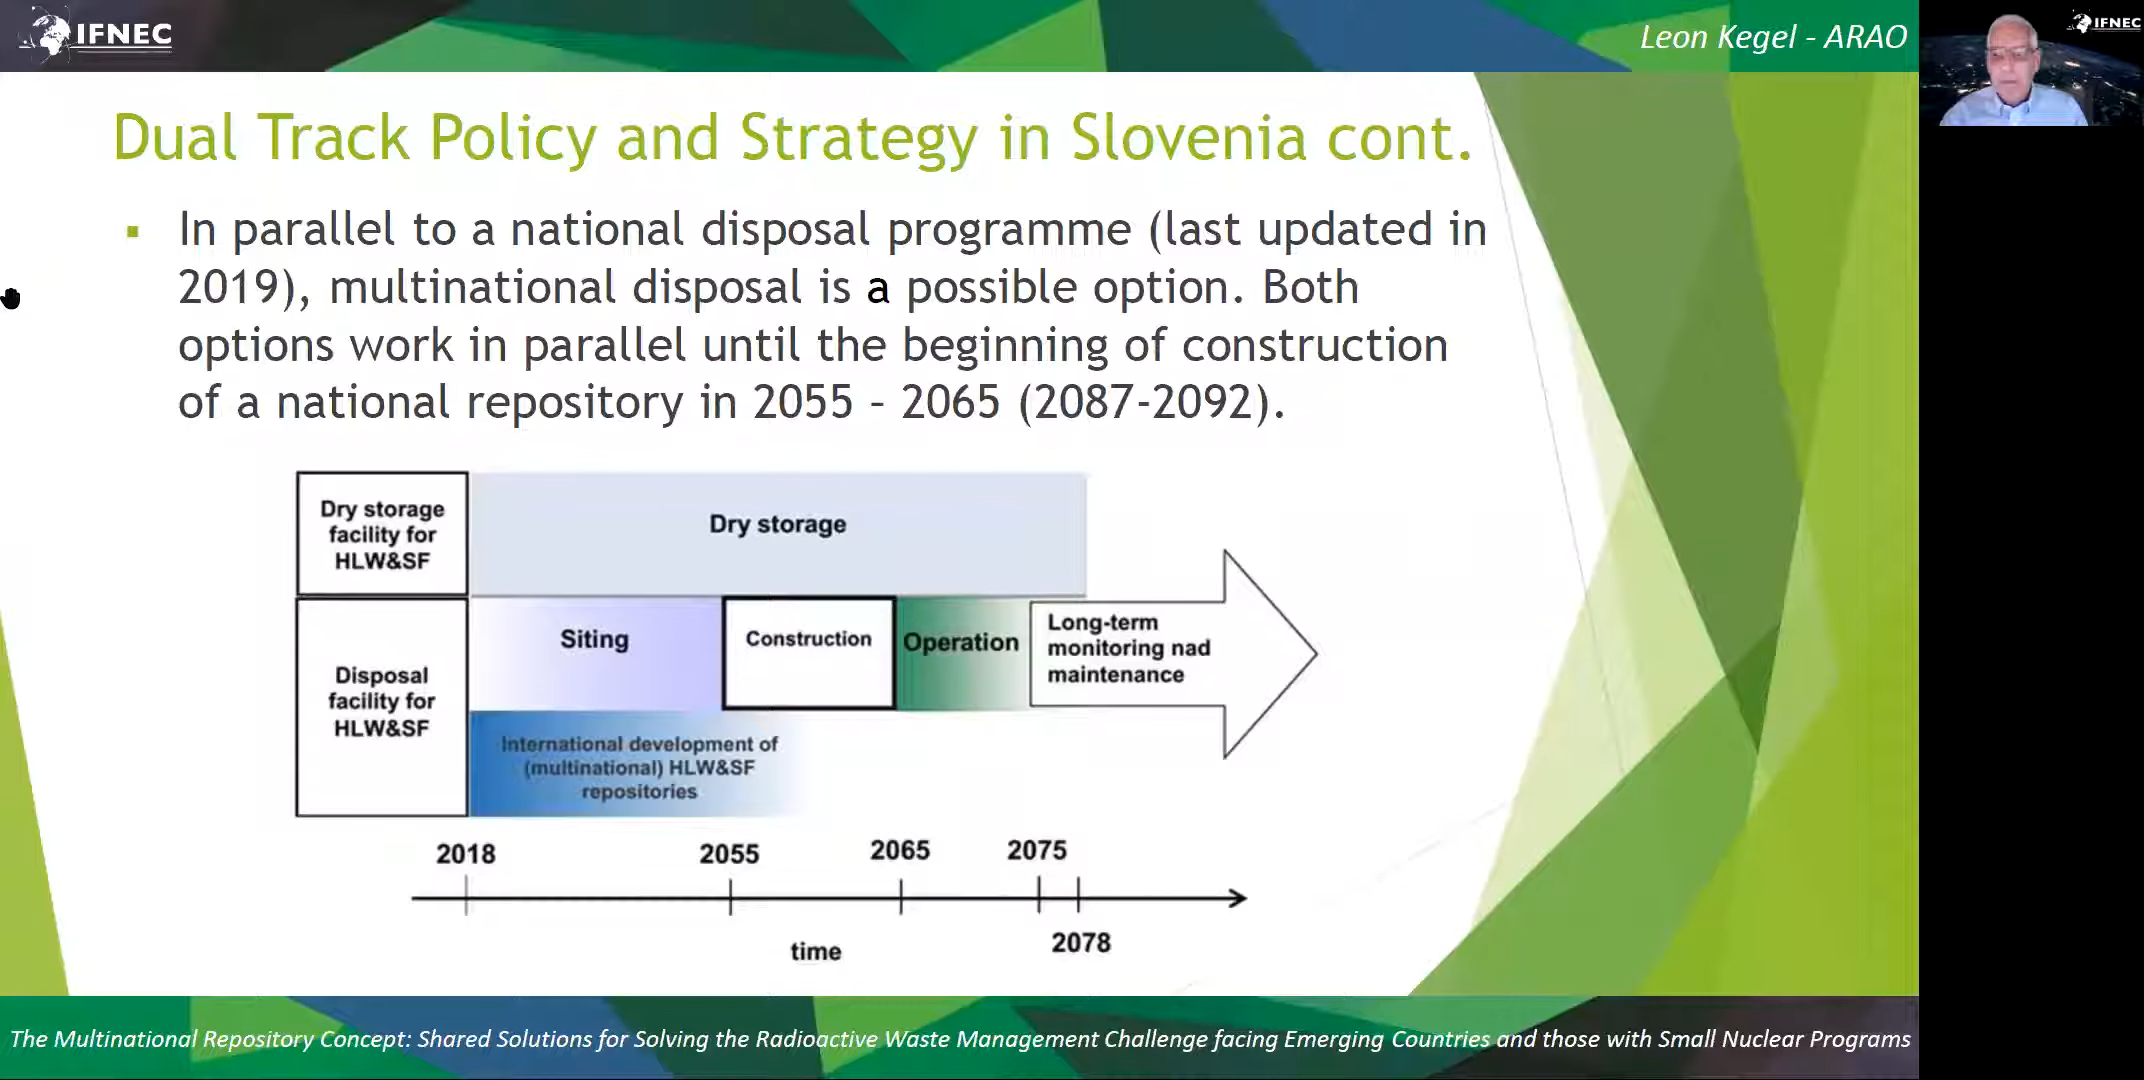 IFNEC
Leon Kegel - ARAO
IFNEC
Dual Track Policy and Strategy in Slovenia cont.
In parallel to a national disposal programme (last updated in
2019), multinational disposal is a possible option. Both
options work in parallel until the beginning of construction
of a national repository in 2055 – 2065 (2087-2092).
Dry storage
facility for
HLW&SF
Dry storage
Disposal
facility for
HLW&SF
Siting
Construction
Operation
Long-term
monitoring nad
maintenance
International development of
(multinational) HLW&SF
repositories
2018
2055
2065
2075
2078
time
The Multinational Repository Concept: Shared Solutions for Solving the Radioactive Waste Management Challenge facing Emerging Countries and those with Small Nuclear Programs